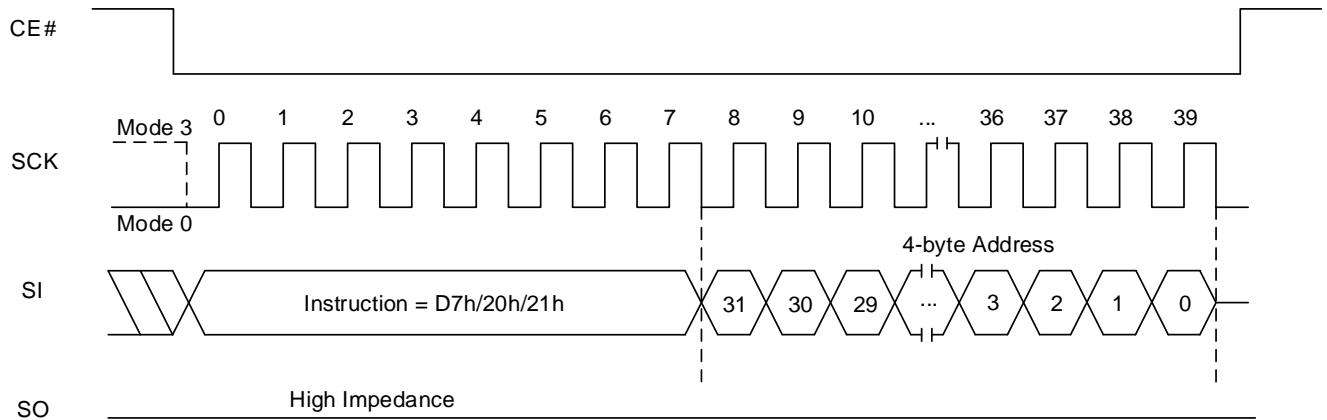 CE#
0 1 2 3 4 5 6 7 8 9 10 ... 36 37 38 39
Mode 3
SCK
Mode 0
4-byte Address
SI
Instruction = D7h/20h/21h 31 30 29 ... 3 2 1 0
High Impedance
SO